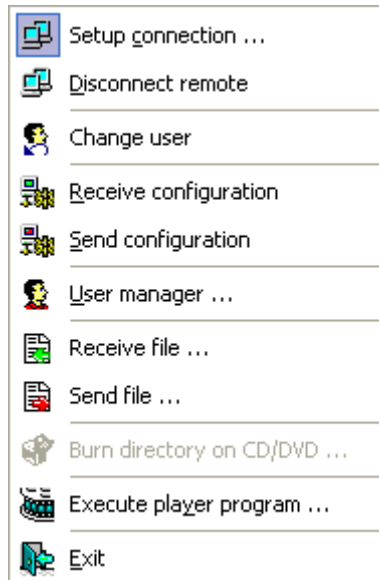 Setup connection ...
Disconnect remote
Change user
Receive configuration
Send configuration
User manager ...
Receive file ...
Send file ...
Burn directory on CD/DVD ...
Execute player program ...
Exit